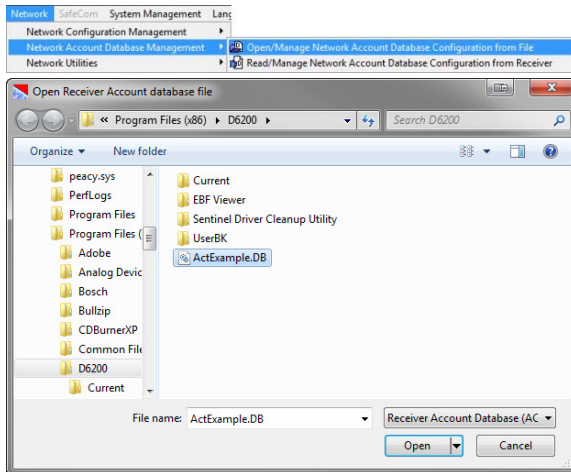 Network SafeCom System Management Lang
Network Configuration Management
Network Account Database Management Open/Manage Network Account Database Configuration from File
Network Utilities Read/Manage Network Account Database Configuration from Receiver
Open Receiver Account database file
« Program Files (x86) D6200 Search D6200
Organize New folder
peacy.sys
PerfLogs
Program Files
Program Files (
Adobe
Analog Devic
Bosch
Bullzip
CDBurnerXP
Common File
D6200
Current
Current
EBF Viewer
Sentinel Driver Cleanup Utility
UserBK
ActExample.DB
File name: ActExample.DB Receiver Account Database (AC
Open Cancel